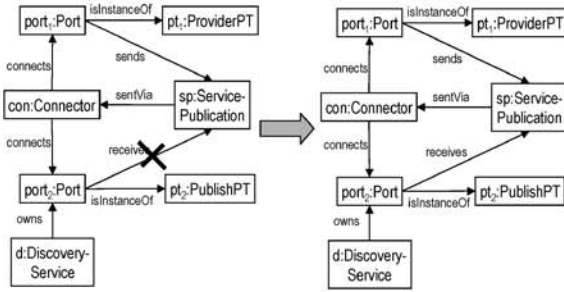 isInstanceOf
port₁:Port
pt₁:ProviderPT
sends
connects
con:Connector
sentVia
sp:Service-
Publication
connects
receives
port₂:Port
isInstanceOf
pt₂:PublishPT
owns
d:Discovery-
Service
isInstanceOf
port₁:Port
pt₁:ProviderPT
sends
connects
con:Connector
sentVia
sp:Service-
Publication
connects
receives
port₂:Port
isInstanceOf
pt₂:PublishPT
owns
d:Discovery-
Service